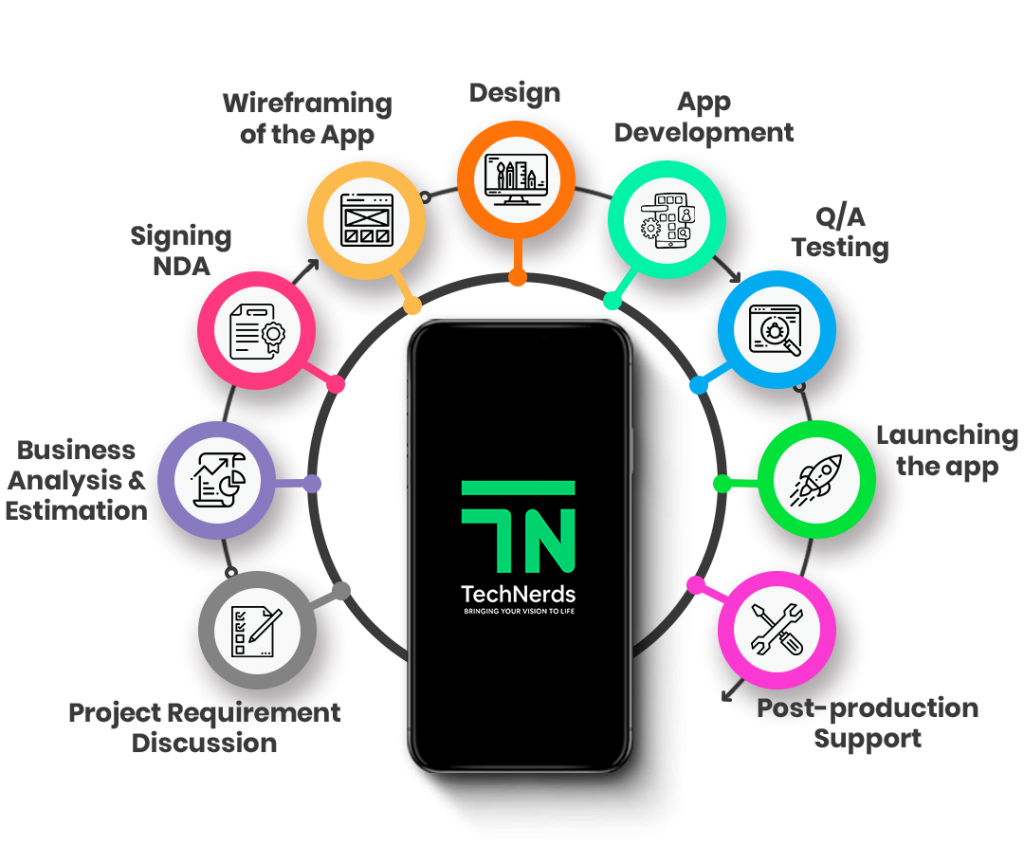 Design
Wireframing
of the App
App
Development
Signing
NDA
Q/A
Testing
Business
Analysis &
Estimation
Launching
the app
TN
TechNerds
BRINGING YOUR VISION TO LIFE
Project Requirement
Discussion
Post-production
Support